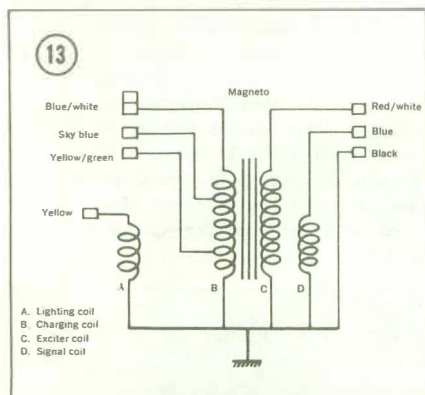 13
Magneto
Blue/white
Red/white
Sky blue
Blue
Yellow/green
Black
Yellow
A
B
C
D
A. Lighting coil
B. Charging coil
C. Exciter coil
D. Signal coil